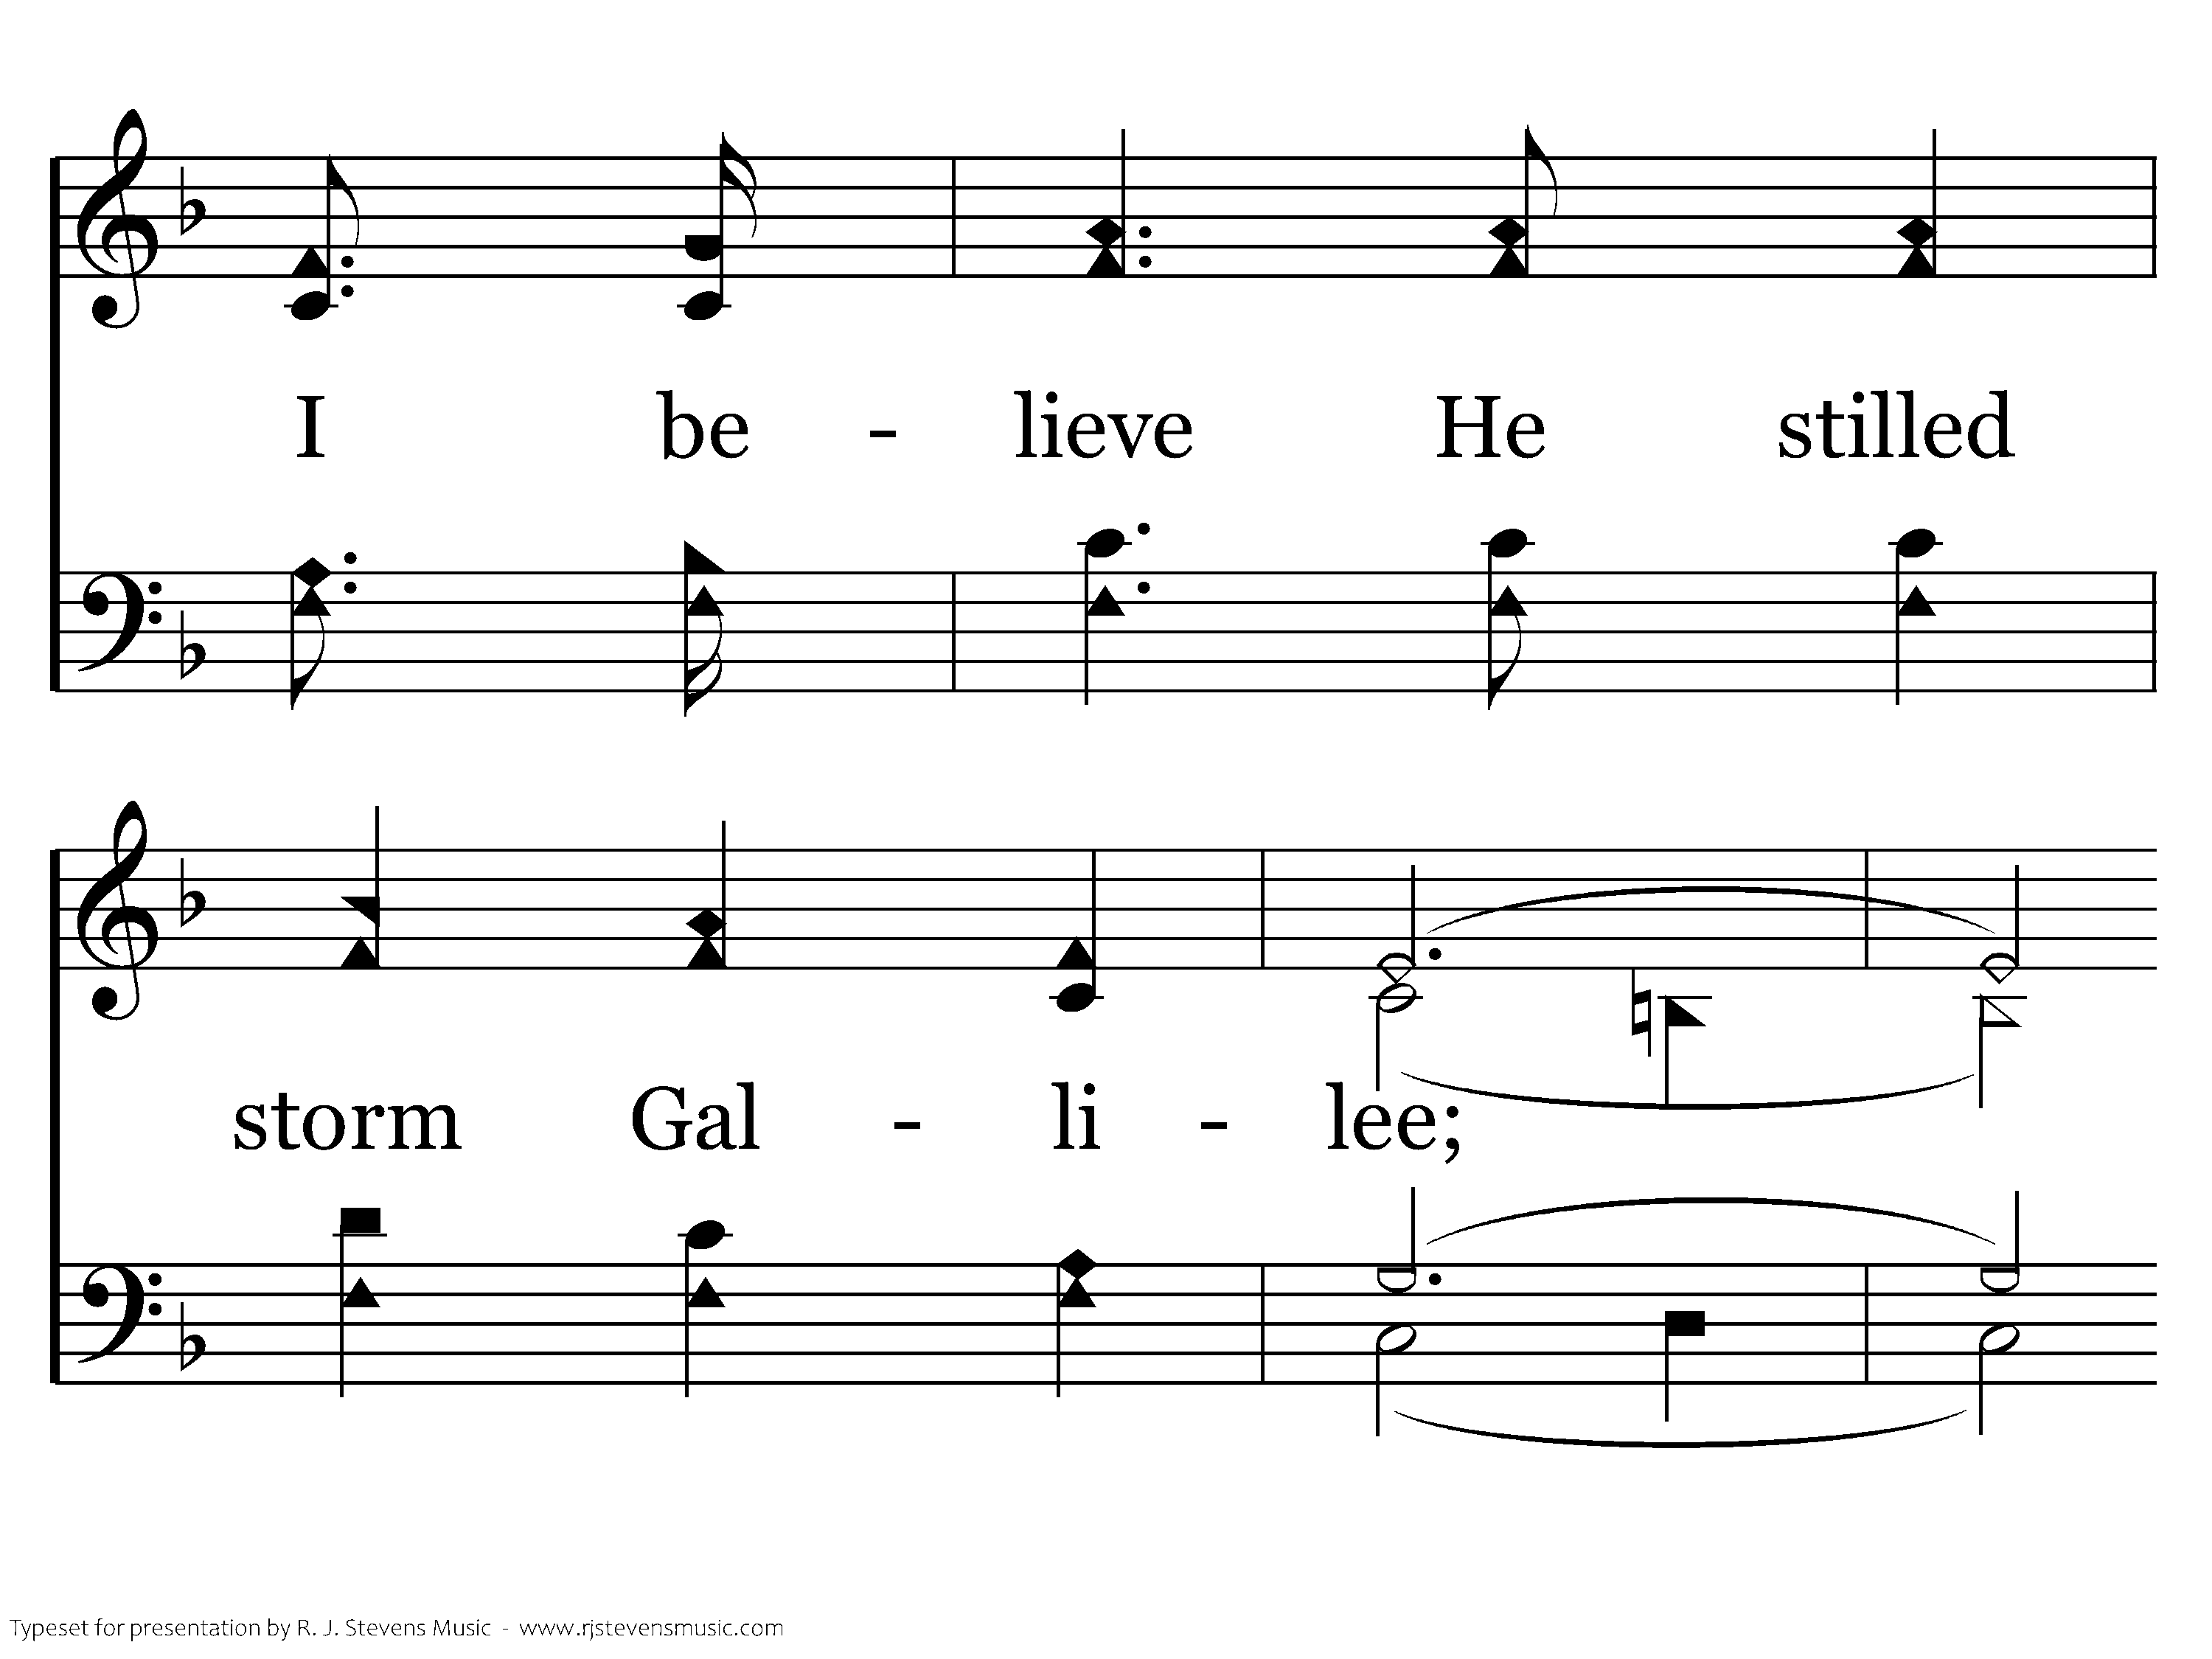 I be - lieve He stilled
storm Gal - li - lee;
Typeset for presentation by R. J. Stevens Music - www.rjstevensmusic.com